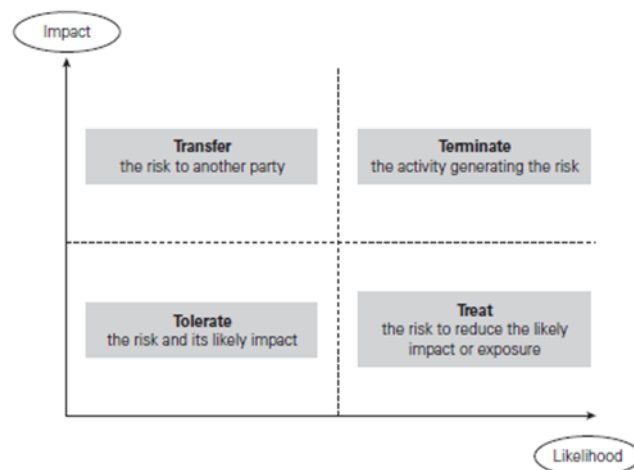 Impact
Transfer
the risk to another party
Terminate
the activity generating the risk
Tolerate
the risk and its likely impact
Treat
the risk to reduce the likely
impact or exposure
Likelihood